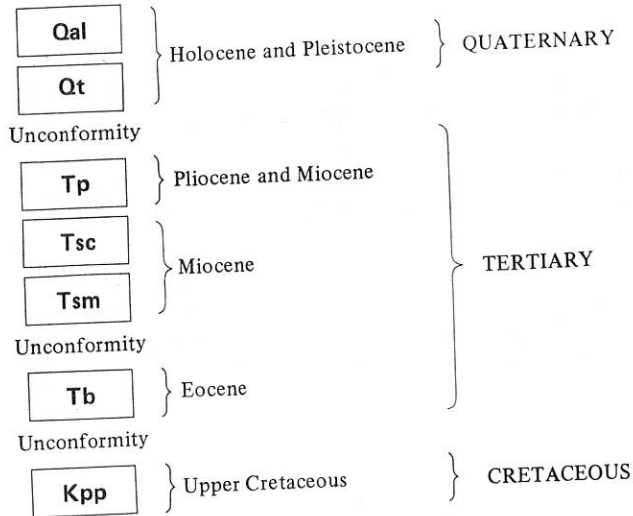 Qal
Holocene and Pleistocene QUATERNARY
Qt
Unconformity
Tp Pliocene and Miocene
Tsc
Miocene TERTIARY
Tsm
Unconformity
Tb Eocene
Unconformity
Kpp Upper Cretaceous CRETACEOUS